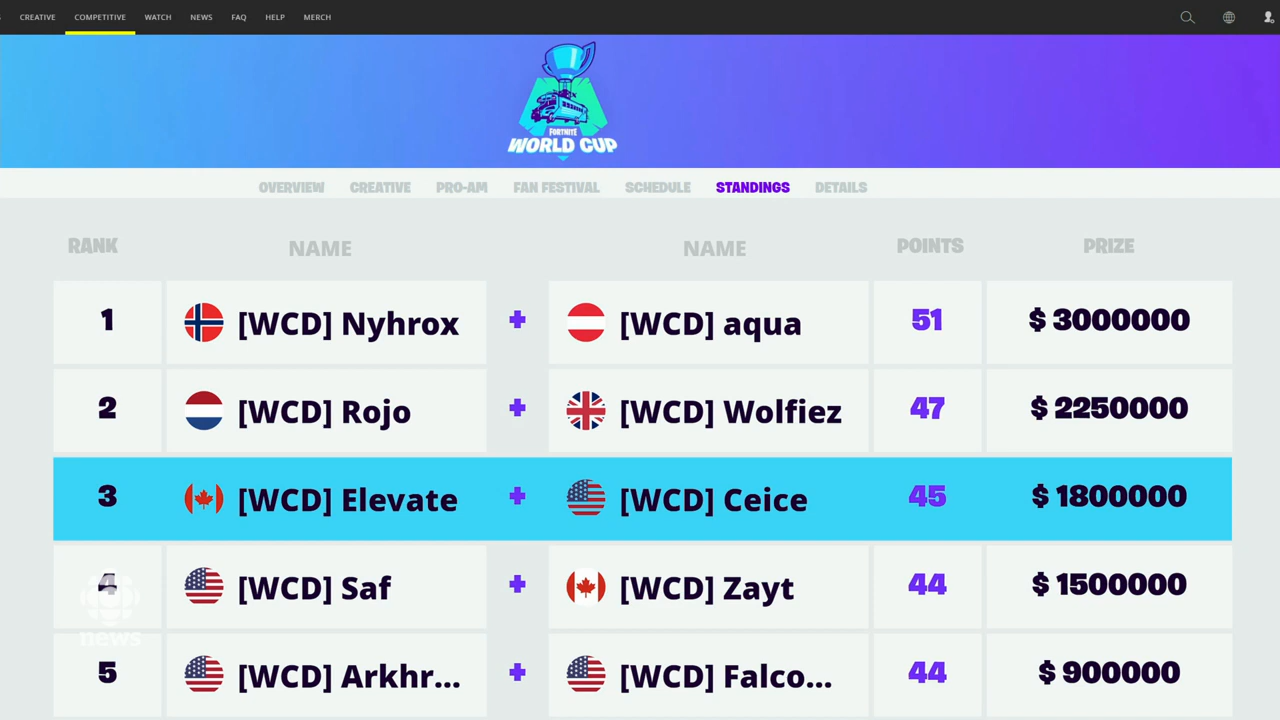 CREATIVE COMPETITIVE WATCH NEWS FAQ HELP MERCH
FORTNITE
WORLD CUP
OVERVIEW CREATIVE PRO-AM FAN FESTIVAL SCHEDULE STANDINGS DETAILS
RANK NAME NAME POINTS PRIZE
1 [WCD] Nyhrox + [WCD] aqua 51 $ 3000000
2 [WCD] Rojo + [WCD] Wolfiez 47 $ 2250000
3 [WCD] Elevate + [WCD] Ceice 45 $ 1800000
4 [WCD] Saf + [WCD] Zayt 44 $ 1500000
news
5 [WCD] Arkhr... + [WCD] Falco... 44 $ 900000